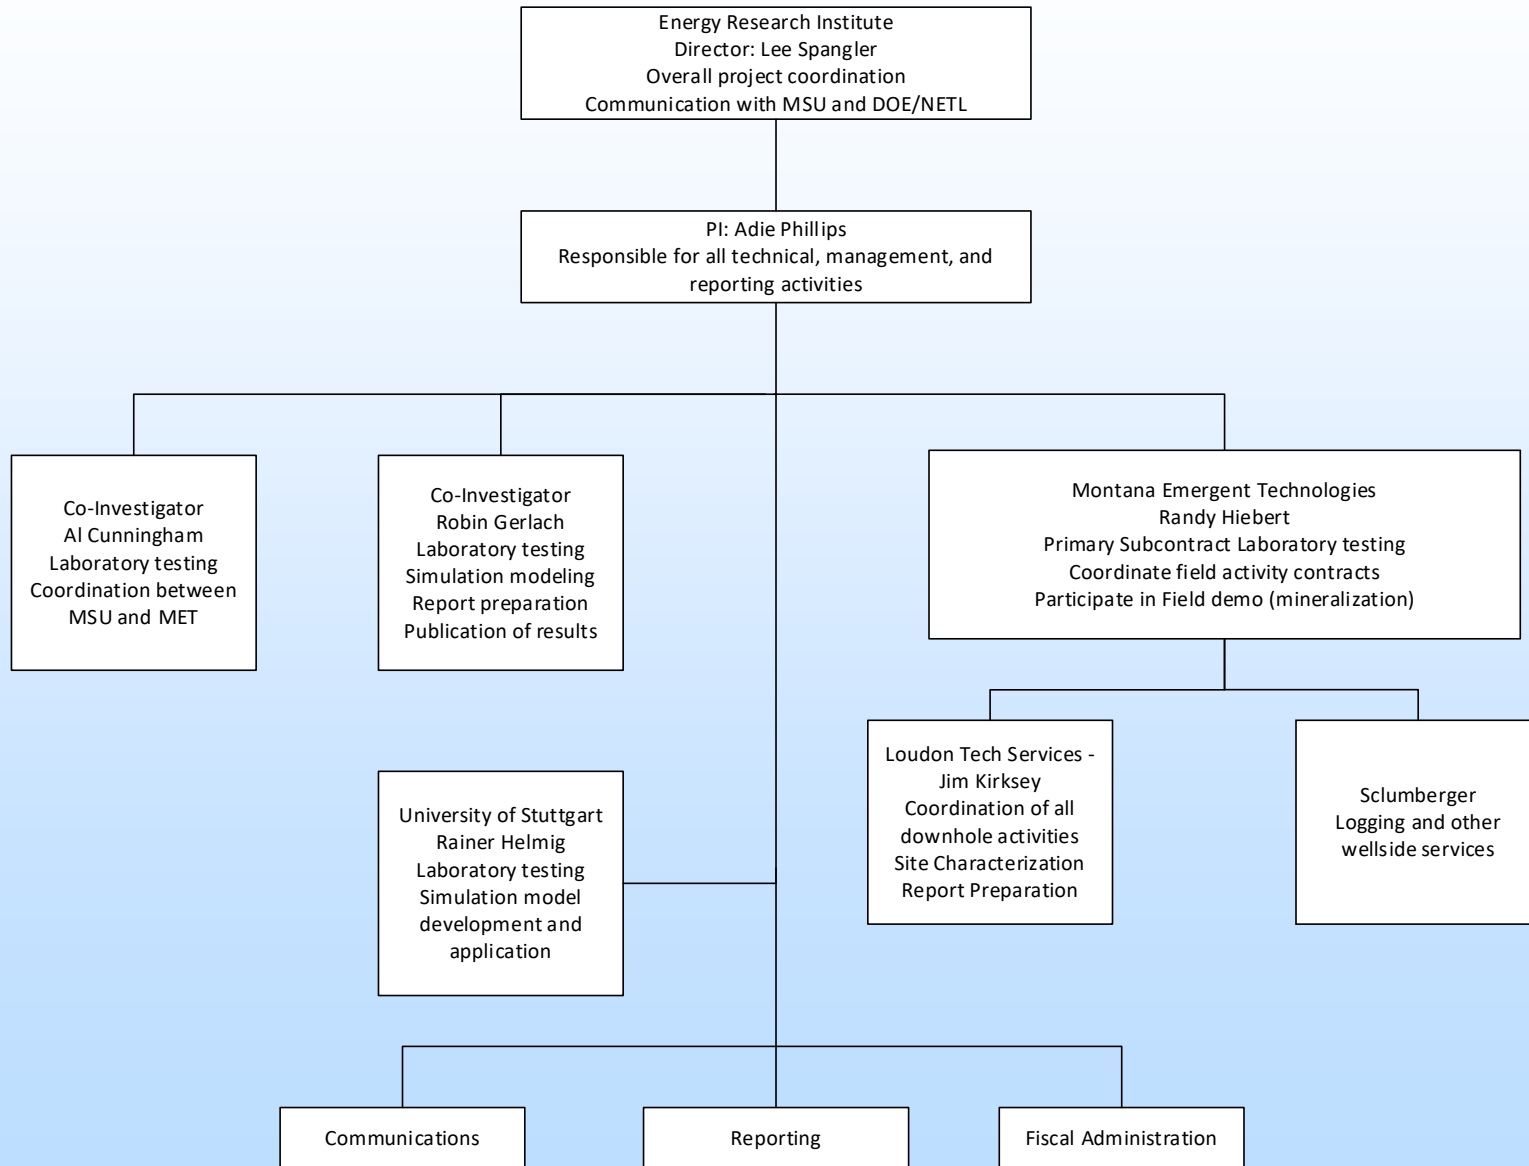 Energy Research Institute
Director: Lee Spangler
Overall project coordination
Communication with MSU and DOE/NETL
PI: Adie Phillips
Responsible for all technical, management, and
reporting activities
Co-Investigator
Al Cunningham
Laboratory testing
Coordination between
MSU and MET
Co-Investigator
Robin Gerlach
Laboratory testing
Simulation modeling
Report preparation
Publication of results
Montana Emergent Technologies
Randy Hiebert
Primary Subcontract Laboratory testing
Coordinate field activity contracts
Participate in Field demo (mineralization)
Loudon Tech Services -
Jim Kirksey
Coordination of all
downhole activities
Site Characterization
Report Preparation
Sclumberger
Logging and other
wellside services
University of Stuttgart
Rainer Helmig
Laboratory testing
Simulation model
development and
application
Communications
Reporting
Fiscal Administration